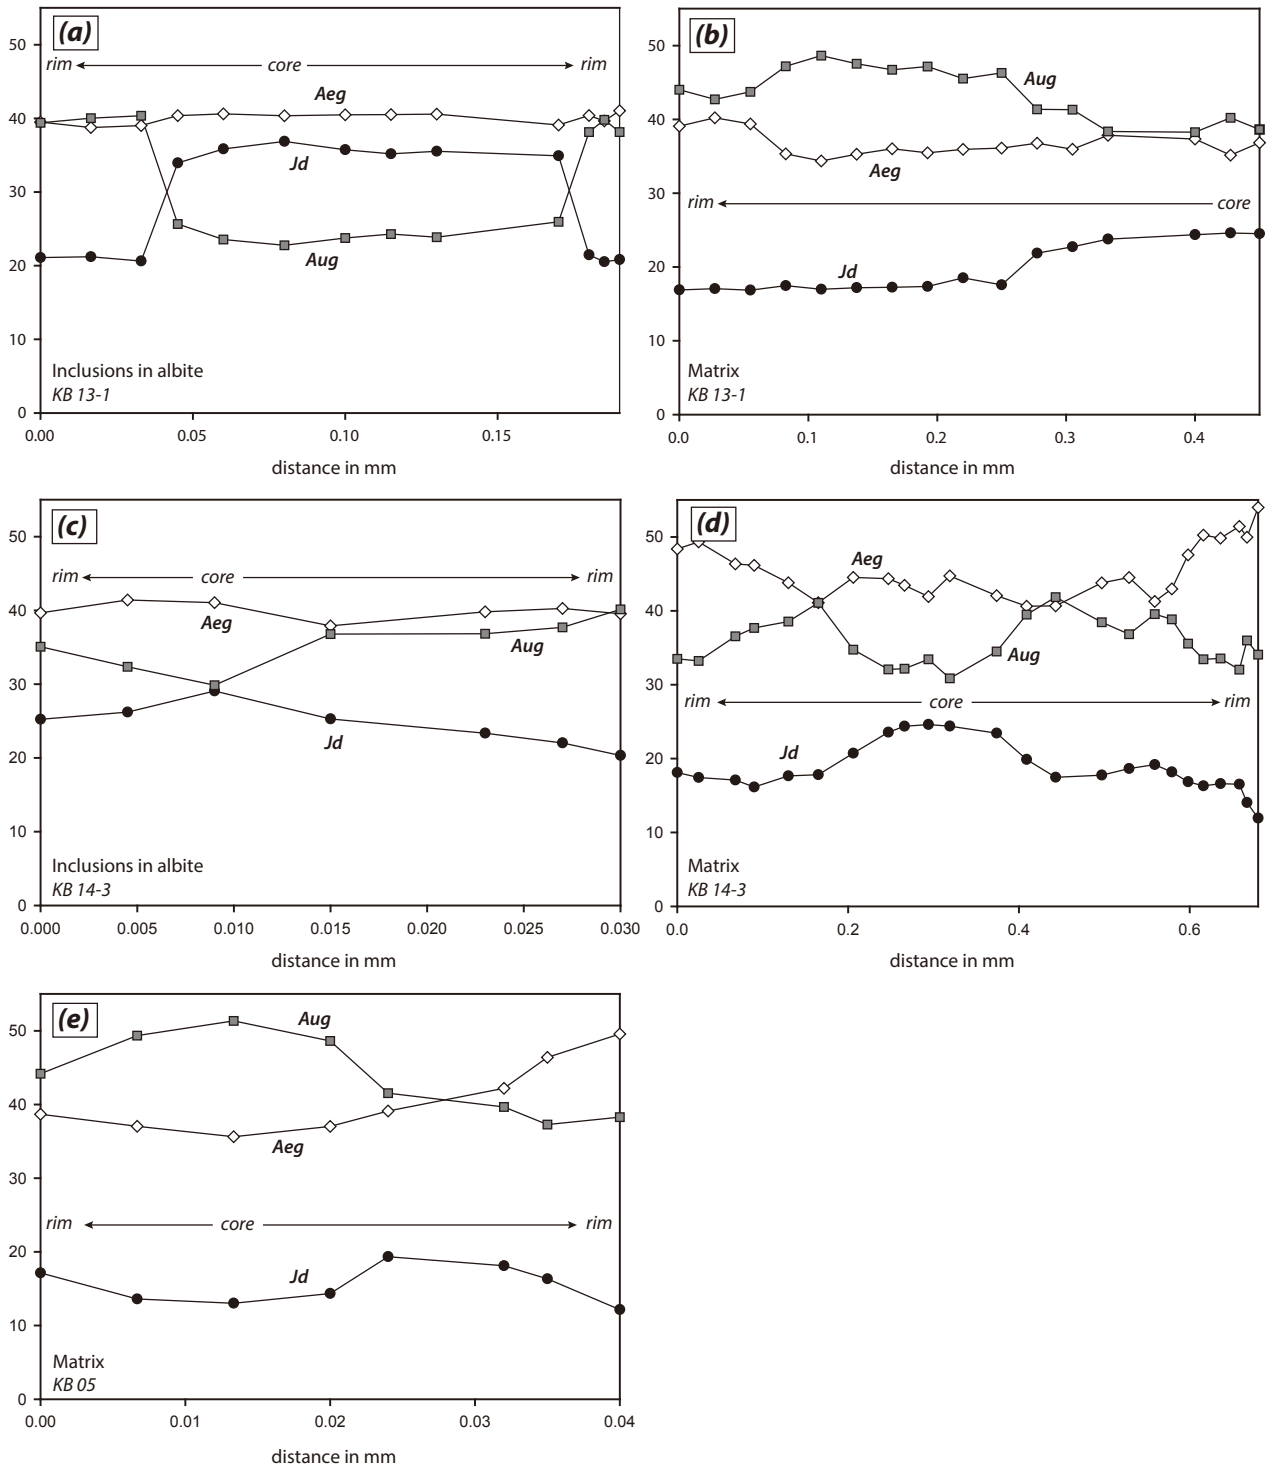 (a)
50
40
30
20
10
0
rim core rim
Aeg
Jd
Aug
Inclusions in albite
KB 13-1
0.00 0.05 0.10 0.15
distance in mm
(b)
50
40
30
20
10
0
Aug
Aeg
rim core
Jd
Matrix
KB 13-1
0.0 0.1 0.2 0.3 0.4
distance in mm
(c)
50
40
30
20
10
0
rim core rim
Aeg
Aug
Jd
Inclusions in albite
KB 14-3
0.000 0.005 0.010 0.015 0.020 0.025 0.030
distance in mm
(d)
50
40
30
20
10
0
Aeg
Aug
rim core rim
Jd
Matrix
KB 14-3
0.0 0.2 0.4 0.6
distance in mm
(e)
50
40
30
20
10
0
Aug
Aeg
rim core rim
Jd
Matrix
KB 05
0.00 0.01 0.02 0.03 0.04
distance in mm